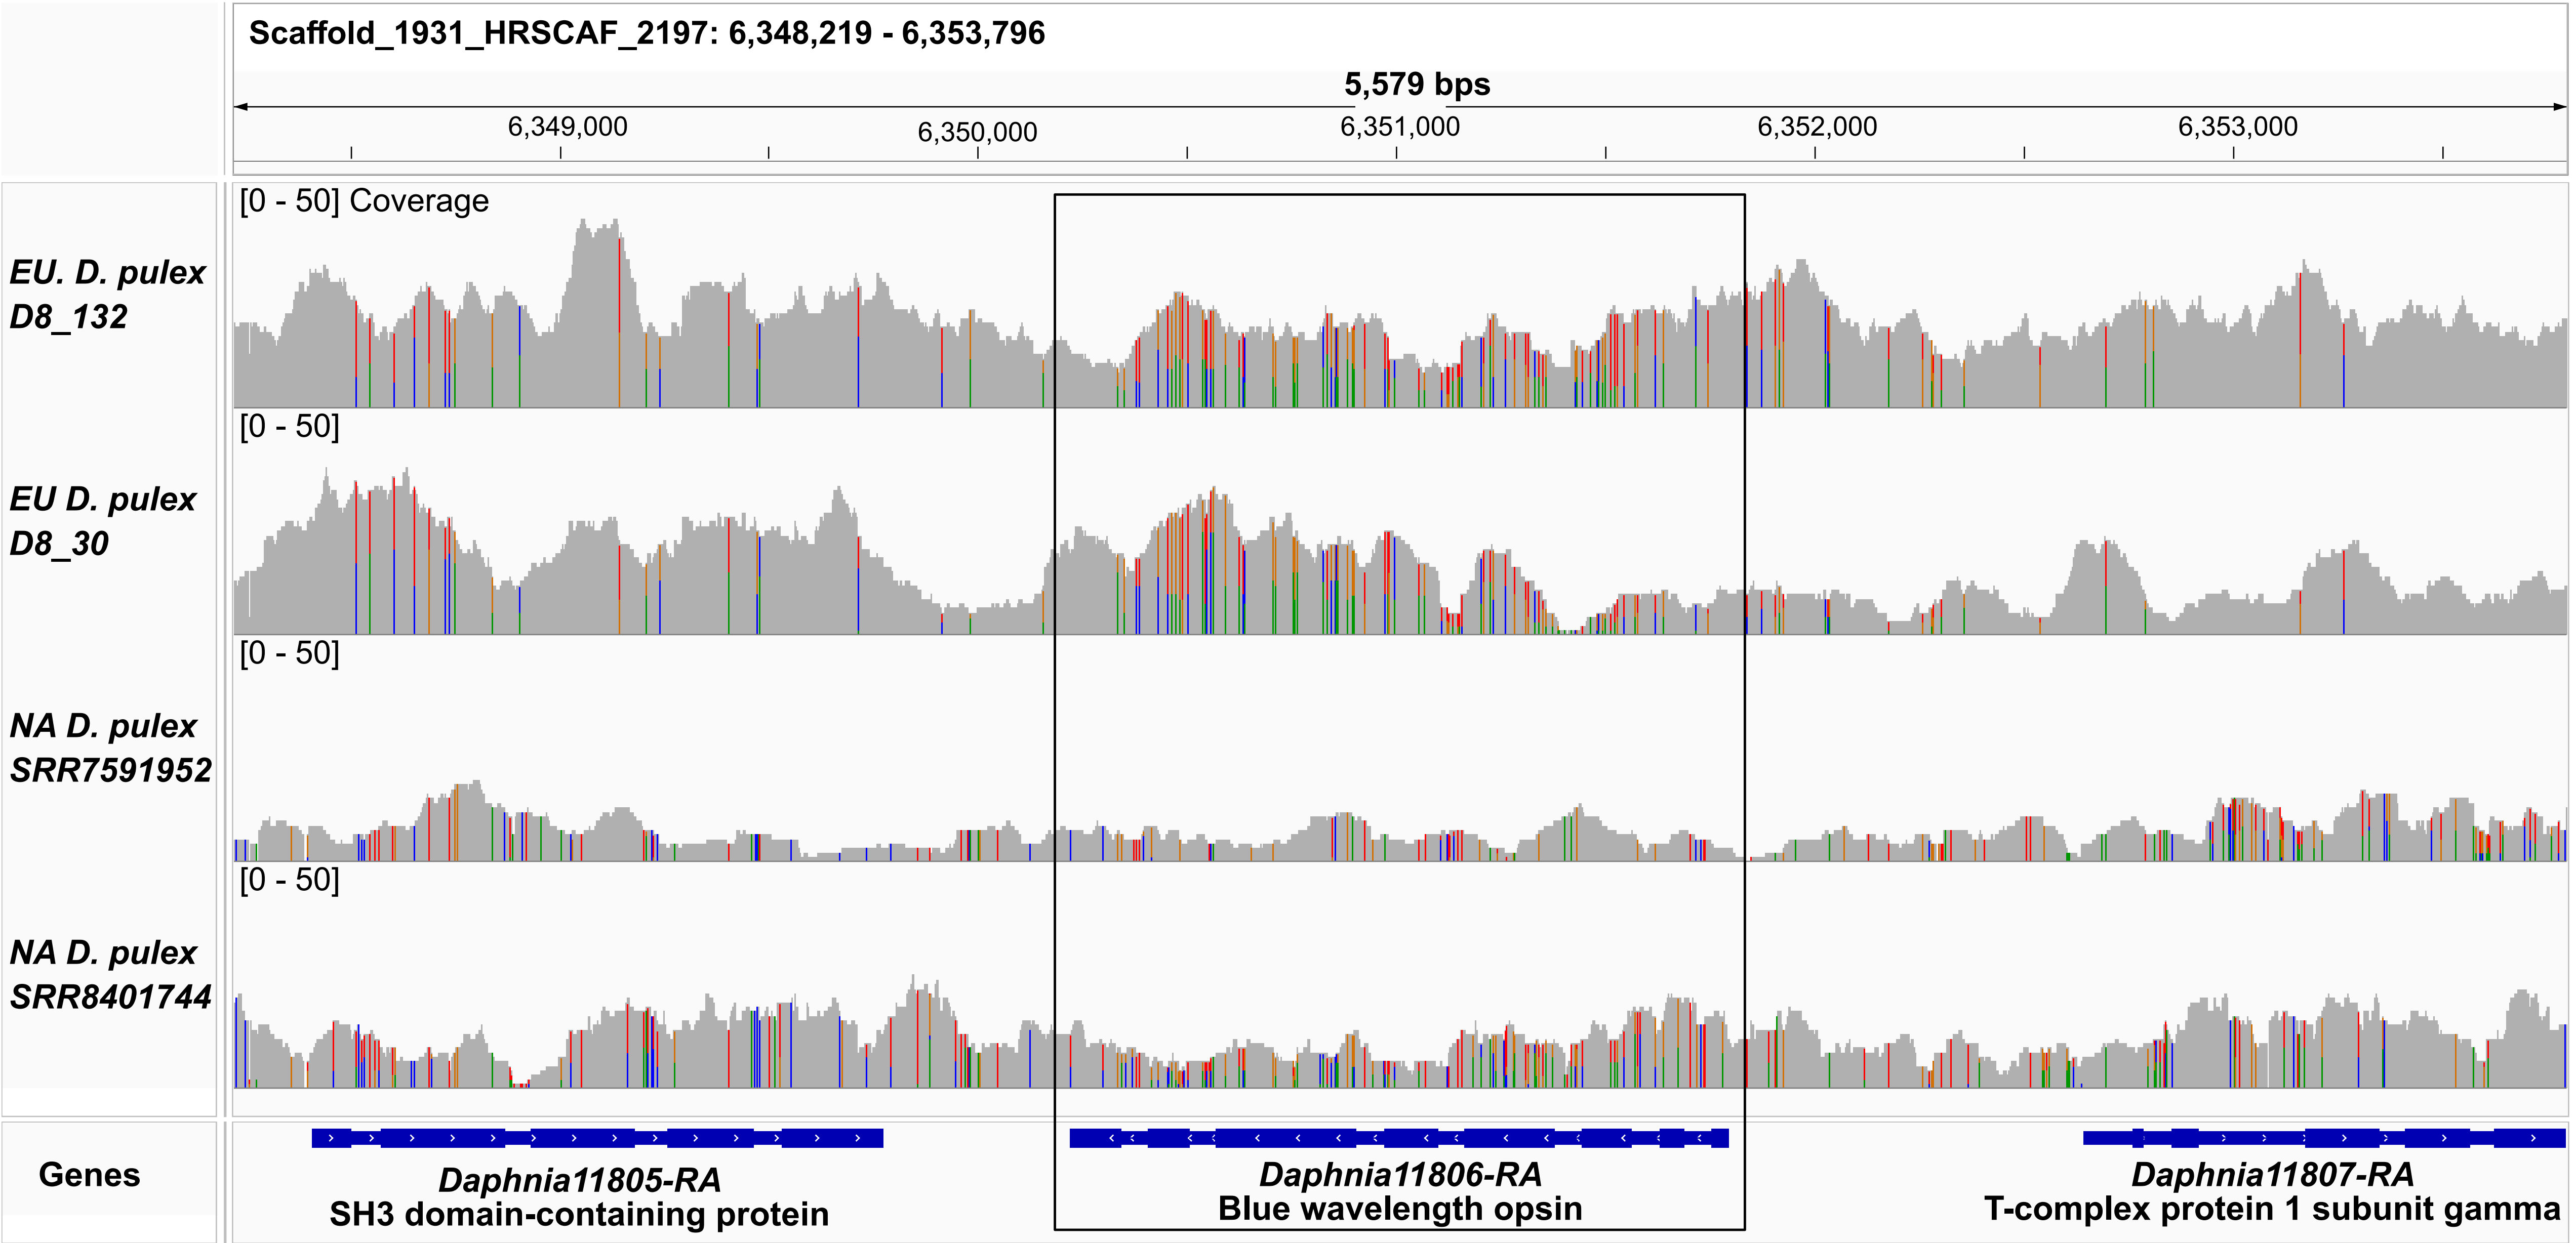 Scaffold_1931_HRSCAF_2197: 6,348,219 - 6,353,796
5,579 bps
6,349,000 6,350,000 6,351,000 6,352,000 6,353,000
[0 - 50] Coverage
EU. D. pulex
D8_132
[0 - 50]
EU D. pulex
D8_30
[0 - 50]
NA D. pulex
SRR7591952
[0 - 50]
NA D. pulex
SRR8401744
Genes
Daphnia11805-RA
SH3 domain-containing protein
Daphnia11806-RA
Blue wavelength opsin
Daphnia11807-RA
T-complex protein 1 subunit gamma